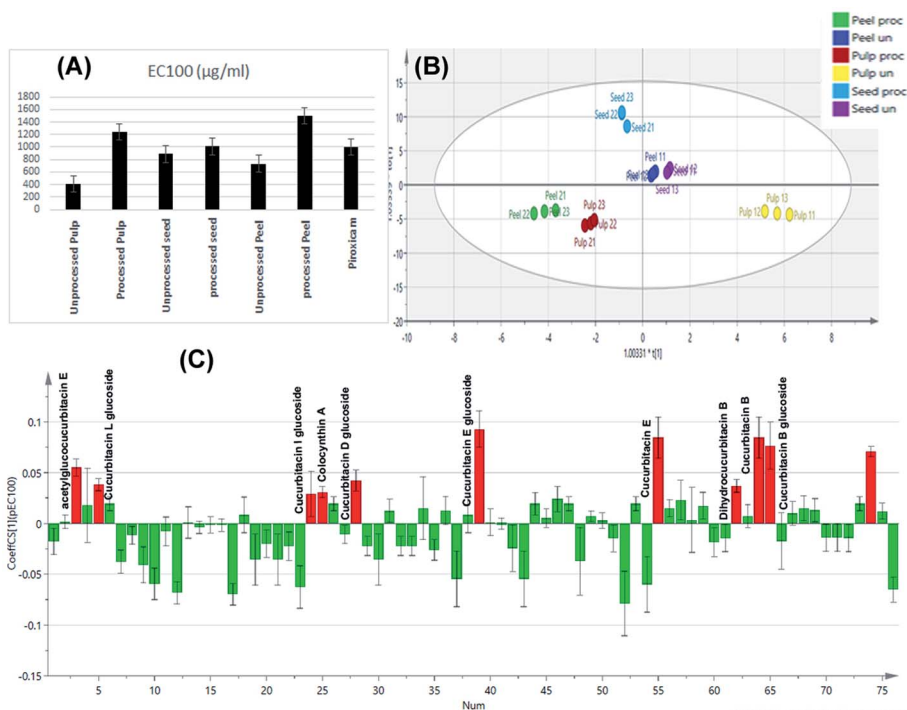 (A)
EC100 (µg/ml)
1800
1600
1400
1200
1000
800
600
400
200
0
Unprocessed Pulp
Processed Pulp
Unprocessed seed
processed seed
Unprocessed Peel
processed Peel
Piroxicam
(B)
Peel proc
Peel un
Pulp proc
Pulp un
Seed proc
Seed un
15
10
5
0
-5
-10
-15
-20
Seed 23
Seed 22
Seed 21
Peel 11
Seed 12
Seed 13
Peel 21
Peel 22
Peel 23
Pulp 23
Pulp 22
Pulp 21
Pulp 13
Pulp 12
Pulp 11
-10
-8
-6
-4
-2
0
2
4
6
8
1.00331 * t[1]
(C)
CoeffCS[1](pEC100)
0.1
0.05
0
-0.05
-0.1
-0.15
acetylglucocucurbitacin E
Cucurbitacin L glucoside
Cucurbitacin I glucoside
Colocynthin A
Cucurbitacin D glucoside
Cucurbitacin E glucoside
Cucurbitacin E
Dihydrocucurbitacin B
Cucurbitacin B
Cucurbitacin B glucoside
5
10
15
20
25
30
35
40
45
50
55
60
65
70
75
Num